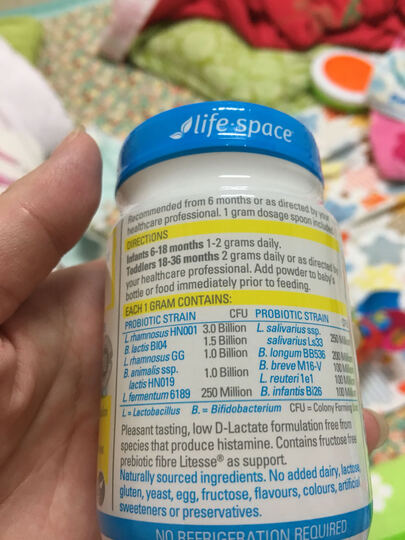 life-space
Recommended from 6 months or as directed by your
healthcare professional. 1 gram dosage spoon included
DIRECTIONS
Infants 6-18 months 1-2 grams daily.
Toddlers 18-36 months 2 grams daily or as directed by
your healthcare professional. Add powder to baby's
bottle or food immediately prior to feeding.
EACH 1 GRAM CONTAINS:
PROBIOTIC STRAIN CFU PROBIOTIC STRAIN
L. rhamnosus HN001 3.0 Billion L. salivarius ssp.
B. lactis BI04 1.5 Billion salivarius Ls33
L. rhamnosus GG 1.0 Billion B. longum BB536
B. animalis ssp. B. breve M16-V
lactis HN019 1.0 Billion L. reuteri 1e1
L. fermentum 6189 250 Million B. infantis Bi26
L = Lactobacillus B. = Bifidobacterium CFU = Colony Forming
Pleasant tasting, low D-Lactate formulation free from
species that produce histamine. Contains fructose free
prebiotic fibre Litesse® as support.
Naturally sourced ingredients. No added dairy, lactose,
gluten, yeast, egg, fructose, flavours, colours, artificial
sweeteners or preservatives.
NO REFRIGERATION REQUIRED